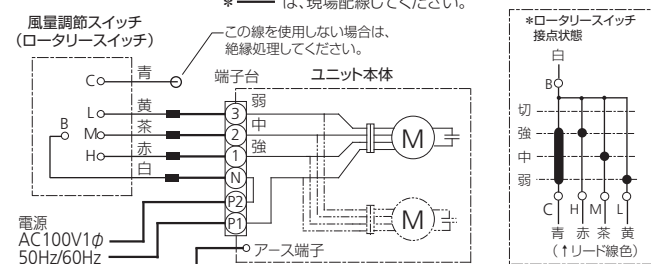 *━━ は、現場配線してください。
風量調節スイッチ
（ロータリースイッチ）
この線を使用しない場合は、
絶縁処理してください。
C 青
L 黄
B M 茶
H 赤
白
端子台
ユニット本体
3 弱
2 中
1 強
N
P2
P1
M
M
アース端子
電源
AC100V1φ
50Hz/60Hz
*ロータリースイッチ
接点状態
白
B
切
強
中
弱
C H M L
青 赤 茶 黄
（↑リード線色）